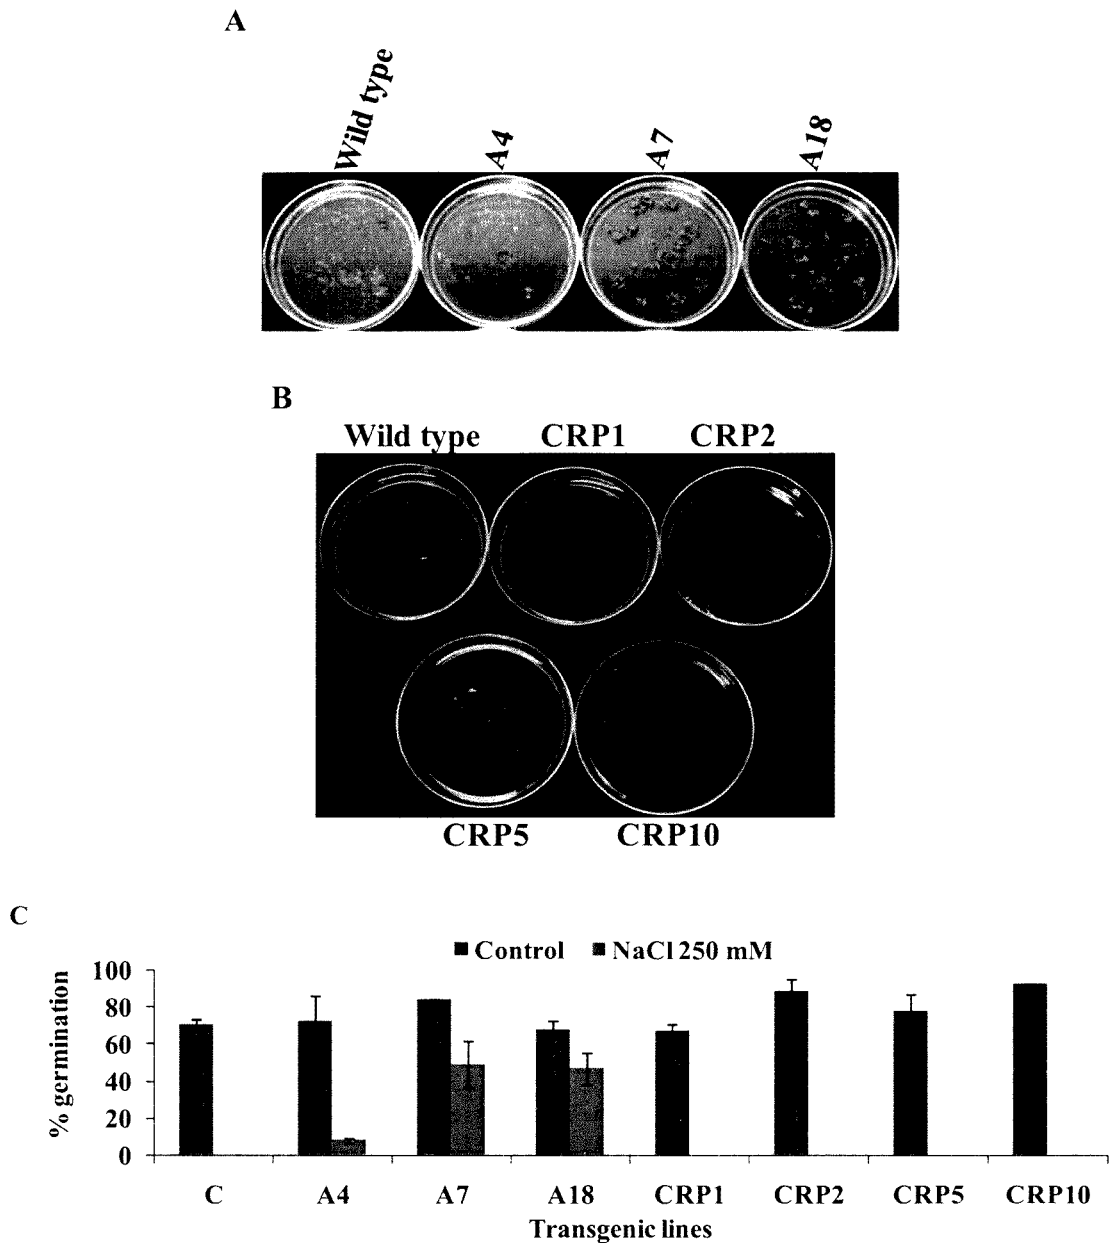 A
Wild type
A4
A7
A18
B
Wild type CRP1 CRP2
CRP5 CRP10
C
Control NaCl 250 mM
% germination
100
80
60
40
20
0
C A4 A7 A18 CRP1 CRP2 CRP5 CRP10
Transgenic lines